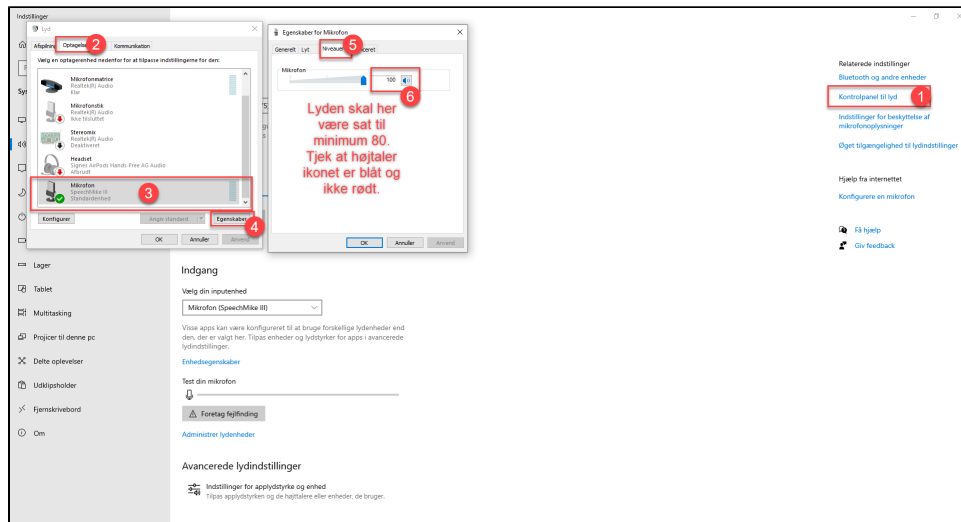 Indstillinger
Lyd
Optagelse
2
Kommunikation
Vælg en optagerenhed nedenfor for at tilpasse indstillingerne for den:
Mikrofonmatrice
Realtek(R) Audio
Klar
Mikrofonstik
Realtek(R) Audio
Ikke tilsluttet
Stereomix
Realtek(R) Audio
Deaktiveret
Headset
Signes AirPods Hands-Free AG Audio
Afbrudt
Mikrofon
SpeechMike III
Standardenhed
3
Konfigurer
Angiv standard
Egenskaber
4
OK
Annuller
Anvend
Egenskaber for Mikrofon
Generelt
Lyt
Niveauer
5
Mikrofon
100
6
Lyden skal her
være sat til
minimum 80.
Tjek at højtaler
ikonet er blåt og
ikke rødt.
OK
Annuller
Anvend
Relaterede indstillinger
Bluetooth og andre enheder
Kontrolpanel til lyd
1
Indstillinger for beskyttelse af
mikrofonoplysninger
Øget tilgængelighed til lydindstillinger
Hjælp fra internettet
Konfigurere en mikrofon
Få hjælp
Giv feedback
Lager
Tablet
Multitasking
Projicer til denne pc
Delte oplevelser
Udklipsholder
Fjernskrivebord
Om
Indgang
Vælg din inputenhed
Mikrofon (SpeechMike III)
Visse apps kan være konfigureret til at bruge forskellige lydenheder end
den, der er valgt her. Tilpas enheder og lydstyrker for apps i avancerede
lydindstillinger.
Enhedsegenskaber
Test din mikrofon
Foretag fejlfinding
Administrer lydenheder
Avancerede lydindstillinger
Indstillinger for applydstyrke og enhed
Tilpas applydstyrken og de højttalere eller enheder, de bruger.